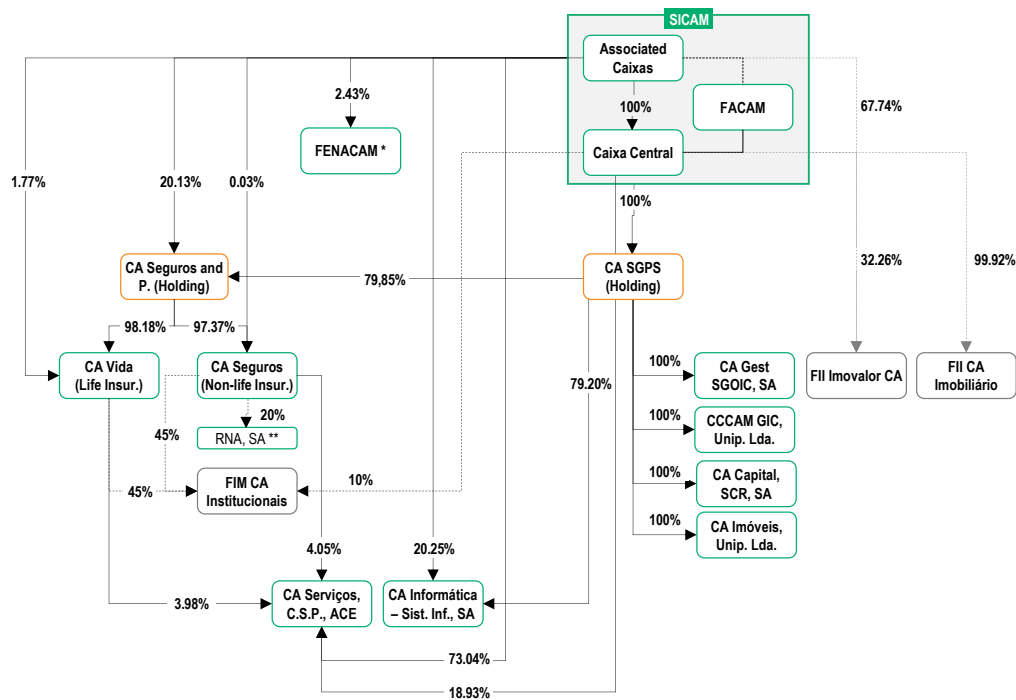 SICAM
Associated
Caixas
2.43%
67.74%
100%
FACAM
FENACAM *
Caixa Central
1.77%
20.13%
0.03%
100%
CA Seguros and
P. (Holding)
79,85%
CA SGPS
(Holding)
32.26%
99.92%
98.18%
97.37%
CA Vida
(Life Insur.)
CA Seguros
(Non-life Insur.)
79.20%
100%
CA Gest
SGOIC, SA
FII Imovalor CA
FII CA
Imobiliário
20%
45%
RNA, SA **
100%
CCCAM GIC,
Unip. Lda.
45%
FIM CA
Institucionais
10%
100%
CA Capital,
SCR, SA
100%
CA Imóveis,
Unip. Lda.
4.05%
20.25%
3.98%
CA Serviços,
C.S.P., ACE
CA Informática
– Sist. Inf., SA
73.04%
18.93%